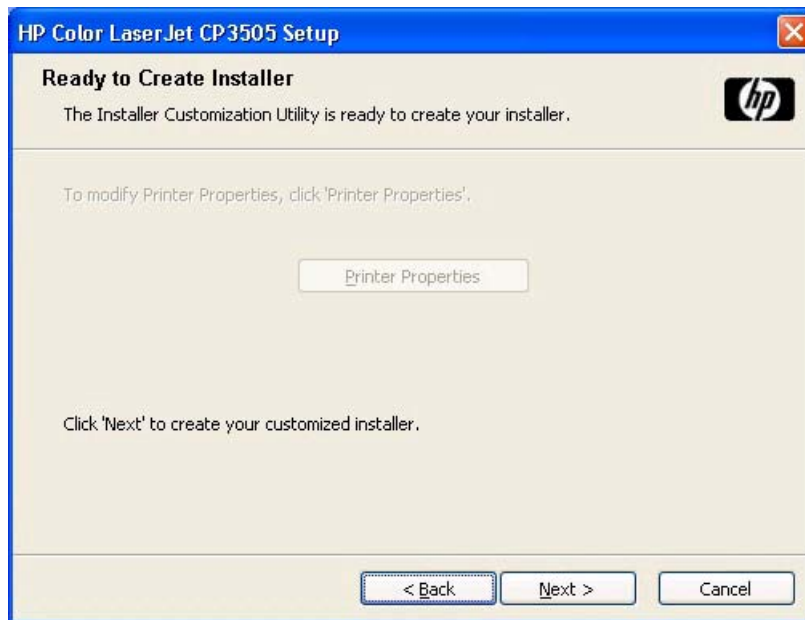 HP Color LaserJet CP3505 Setup
Ready to Create Installer
The Installer Customization Utility is ready to create your installer.
hp
To modify Printer Properties, click 'Printer Properties'.
Printer Properties
Click 'Next' to create your customized installer.
< Back Next > Cancel